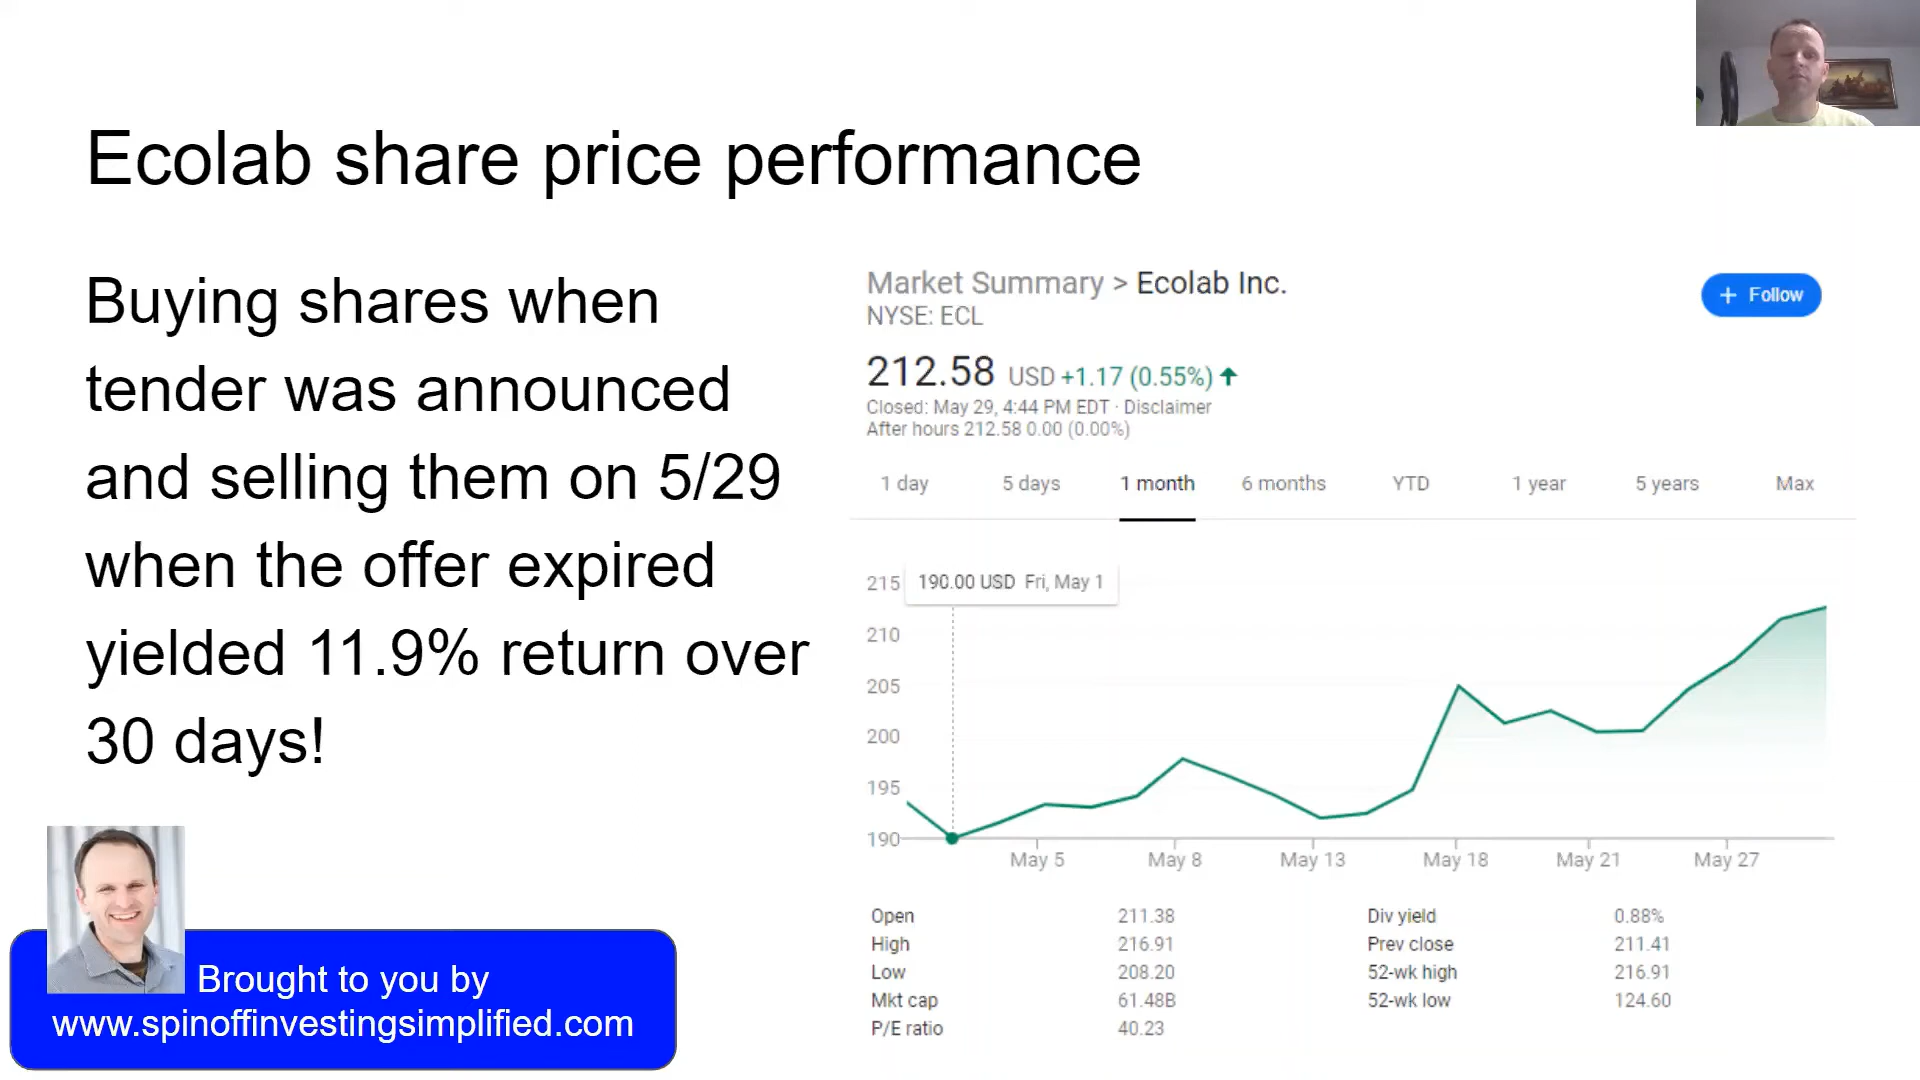 Ecolab share price performance
Buying shares when
tender was announced
and selling them on 5/29
when the offer expired
yielded 11.9% return over
30 days!
Market Summary > Ecolab Inc.
NYSE: ECL
+ Follow
212.58 USD +1.17 (0.55%)
Closed: May 29, 4:44 PM EDT · Disclaimer
After hours 212.58 0.00 (0.00%)
1 day 5 days 1 month 6 months YTD 1 year 5 years Max
190.00 USD Fri, May 1
215
210
205
200
195
190
May 5 May 8 May 13 May 18 May 21 May 27
Open 211.38 Div yield 0.88%
High 216.91 Prev close 211.41
Low 208.20 52-wk high 216.91
Mkt cap 61.48B 52-wk low 124.60
P/E ratio 40.23
Brought to you by
www.spinoffinvestingsimplified.com